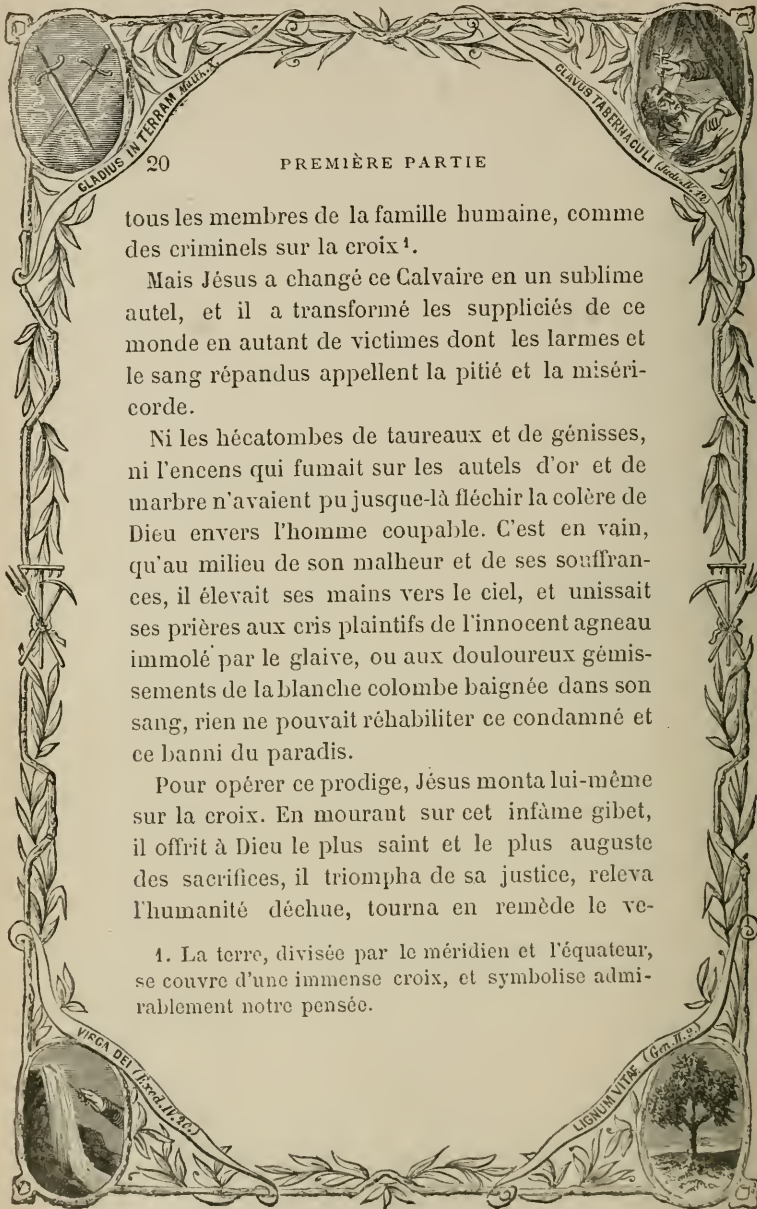 GLADIUS IN TERRAM Math. X.
CLAVUS TABERNACULI (Jud. IV. 12)
20 PREMIÈRE PARTIE
tous les membres de la famille humaine, comme
des criminels sur la croix¹.
Mais Jésus a changé ce Calvaire en un sublime
autel, et il a transformé les suppliciés de ce
monde en autant de victimes dont les larmes et
le sang répandus appellent la pitié et la miséri-
corde.
Ni les hécatombes de taureaux et de génisses,
ni l'encens qui fumait sur les autels d'or et de
marbre n'avaient pu jusque-là fléchir la colère de
Dieu envers l'homme coupable. C'est en vain,
qu'au milieu de son malheur et de ses souffran-
ces, il élevait ses mains vers le ciel, et unissait
ses prières aux cris plaintifs de l'innocent agneau
immolé par le glaive, ou aux douloureux gémis-
sements de la blanche colombe baignée dans son
sang, rien ne pouvait réhabiliter ce condamné et
ce banni du paradis.
Pour opérer ce prodige, Jésus monta lui-même
sur la croix. En mourant sur cet infâme gibet,
il offrit à Dieu le plus saint et le plus auguste
des sacrifices, il triompha de sa justice, releva
l'humanité déchue, tourna en remède le ve-
1. La terre, divisée par le méridien et l'équateur,
se couvre d'une immense croix, et symbolise admi-
rablement notre pensée.
VIRGA DEI (Exod. IV. 20.)
LIGNUM VITAE (Gen. II. 9.)